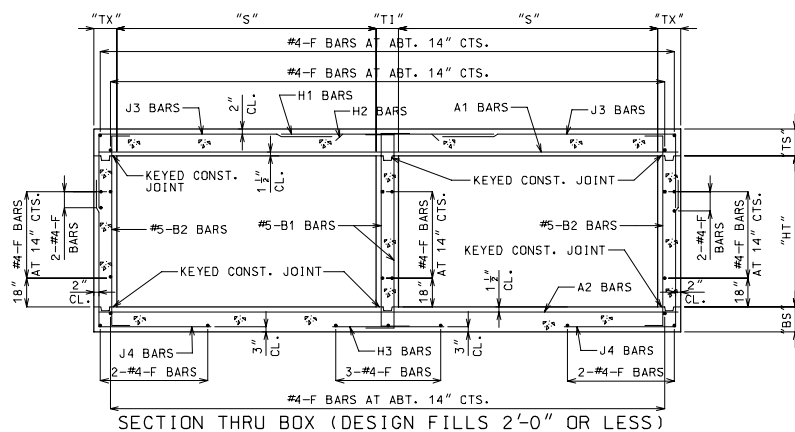 "TX" "S" "TI" "S" "TX"
#4-F BARS AT ABT. 14" CTS.
#4-F BARS AT ABT. 14" CTS.
J3 BARS
2" CL.
H1 BARS
H2 BARS
A1 BARS
J3 BARS
"TS"
KEYED CONST. JOINT
1 1/2" CL.
KEYED CONST. JOINT
#4-F BARS AT 14" CTS.
2-#4-F BARS
#5-B2 BARS
#5-B1 BARS
#4-F BARS AT 14" CTS.
#5-B2 BARS
2-#4-F BARS
#4-F BARS AT 14" CTS.
"HT"
KEYED CONST. JOINT
KEYED CONST. JOINT
18"
2" CL.
18"
1 1/2" CL.
A2 BARS
18"
2" CL.
"BS"
J4 BARS
3" CL.
H3 BARS
3" CL.
J4 BARS
2-#4-F BARS
3-#4-F BARS
2-#4-F BARS
#4-F BARS AT ABT. 14" CTS.
SECTION THRU BOX (DESIGN FILLS 2'-0" OR LESS)